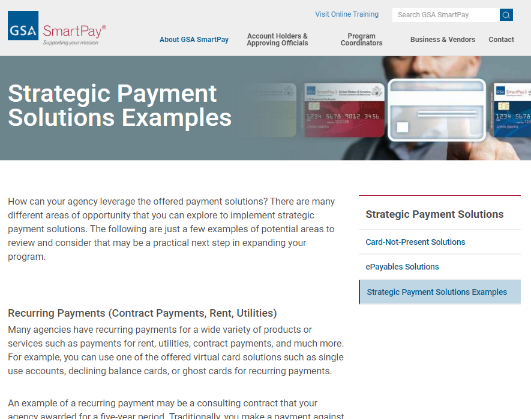 Visit Online Training
Search GSA SmartPay
GSA SmartPay®
Supporting your mission
About GSA SmartPay
Account Holders &
Approving Officials
Program
Coordinators
Business & Vendors
Contact
Strategic Payment
Solutions Examples
1234 5678 9012 3456
How can your agency leverage the offered payment solutions? There are many
different areas of opportunity that you can explore to implement strategic
payment solutions. The following are just a few examples of potential areas to
review and consider that may be a practical next step in expanding your
program.
Recurring Payments (Contract Payments, Rent, Utilities)
Many agencies have recurring payments for a wide variety of products or
services such as payments for rent, utilities, contract payments, and much more.
For example, you can use one of the offered virtual card solutions such as single
use accounts, declining balance cards, or ghost cards for recurring payments.
An example of a recurring payment may be a consulting contract that your
agency awarded for a five-year period. Traditionally, you make a payment against
Strategic Payment Solutions
Card-Not-Present Solutions
ePayables Solutions
Strategic Payment Solutions Examples